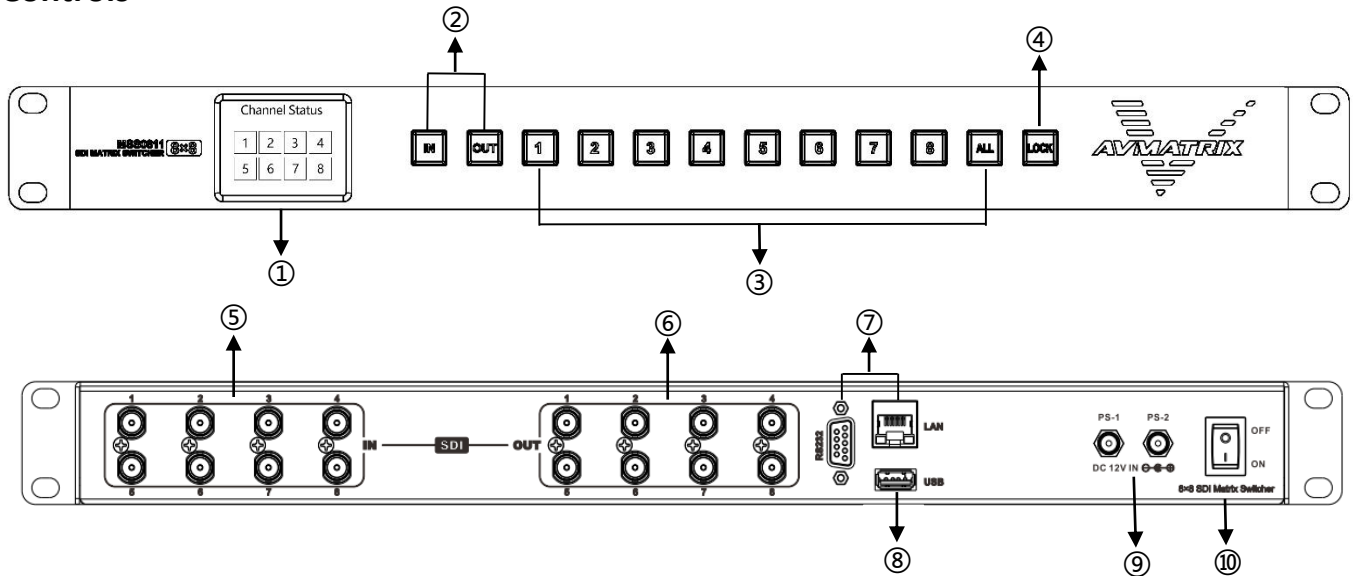 Controls
② ④
Channel Status
1 2 3 4
5 6 7 8
MSS0811
SDI MATRIX SWITCHER 8×8
IN OUT 1 2 3 4 5 6 7 8 ALL LOCK
AVMATRIX
① ③
⑤ ⑥ ⑦
1 2 3 4
IN SDI OUT
5 6 7 8
1 2 3 4
5 6 7 8
RS232
LAN
USB
PS-1 PS-2
DC 12V IN
OFF
ON
8×8 SDI Matrix Switcher
⑧ ⑨ ⑩